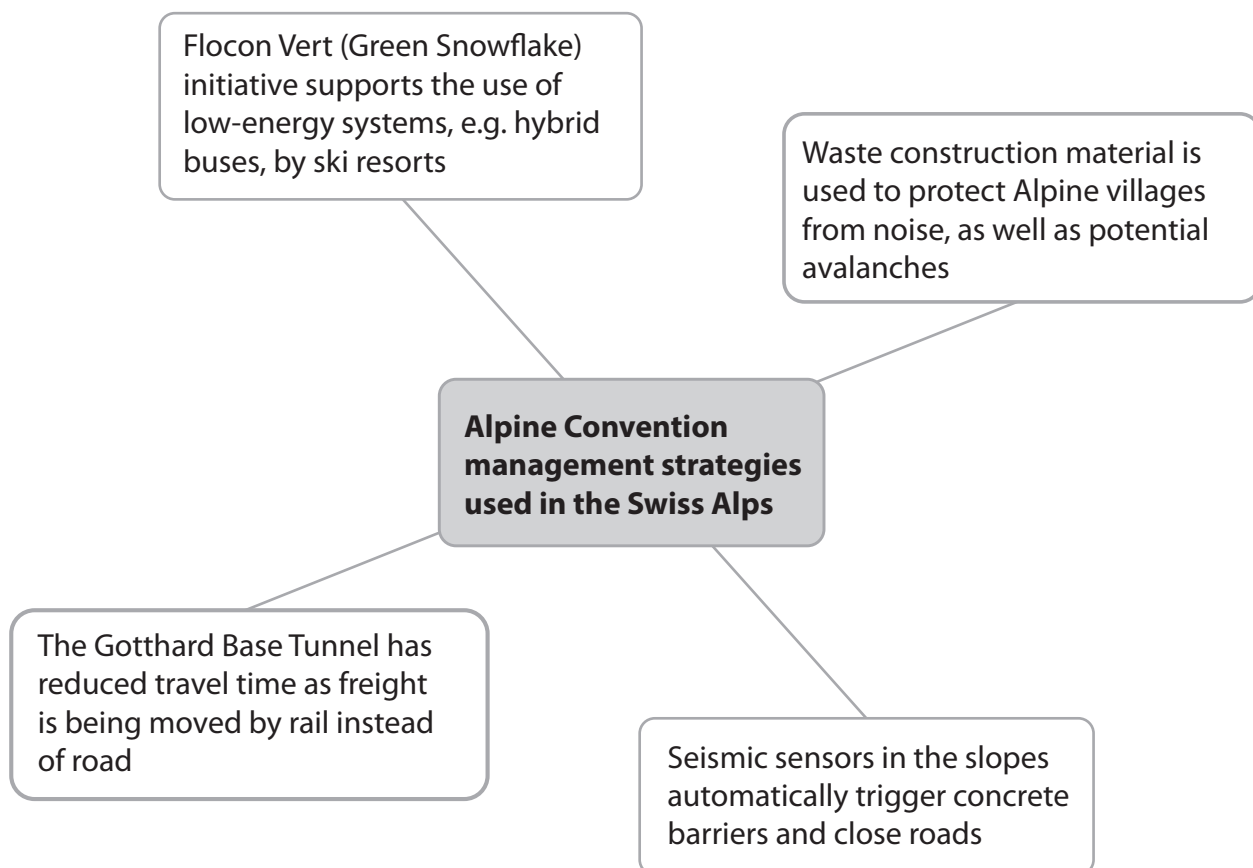 Flocon Vert (Green Snowflake)
initiative supports the use of
low-energy systems, e.g. hybrid
buses, by ski resorts
Waste construction material is
used to protect Alpine villages
from noise, as well as potential
avalanches
Alpine Convention
management strategies
used in the Swiss Alps
The Gotthard Base Tunnel has
reduced travel time as freight
is being moved by rail instead
of road
Seismic sensors in the slopes
automatically trigger concrete
barriers and close roads